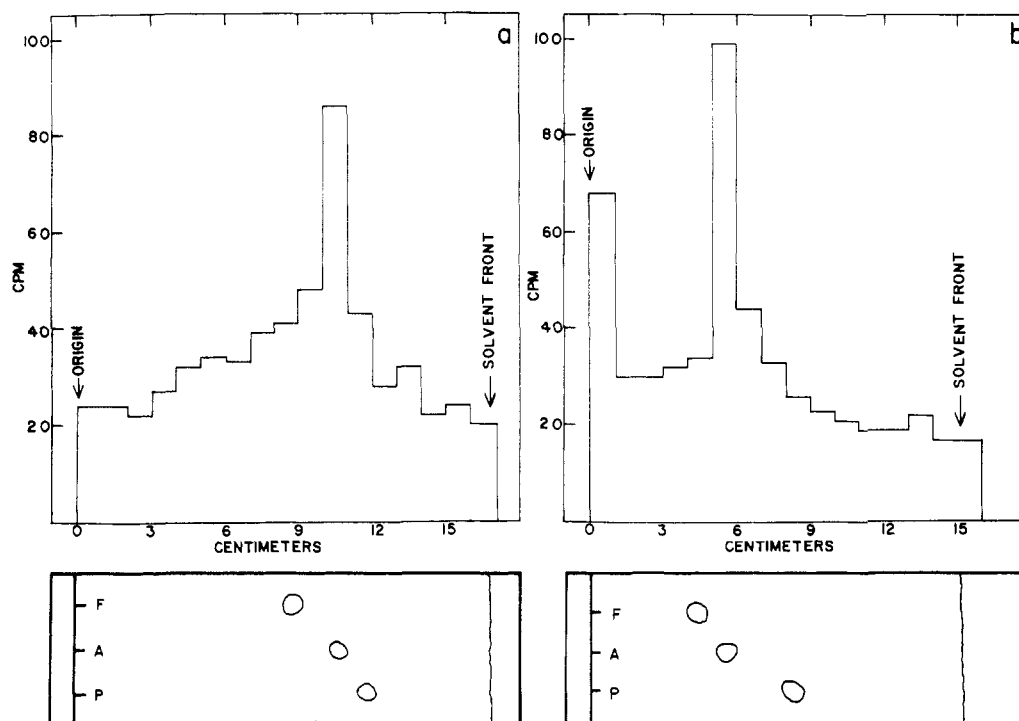 a
100
80
60
40
20
CPM
ORIGIN
SOLVENT FRONT
0 3 6 9 12 15
CENTIMETERS
F
A
P
b
100
80
60
40
20
CPM
ORIGIN
SOLVENT FRONT
0 3 6 9 12 15
CENTIMETERS
F
A
P